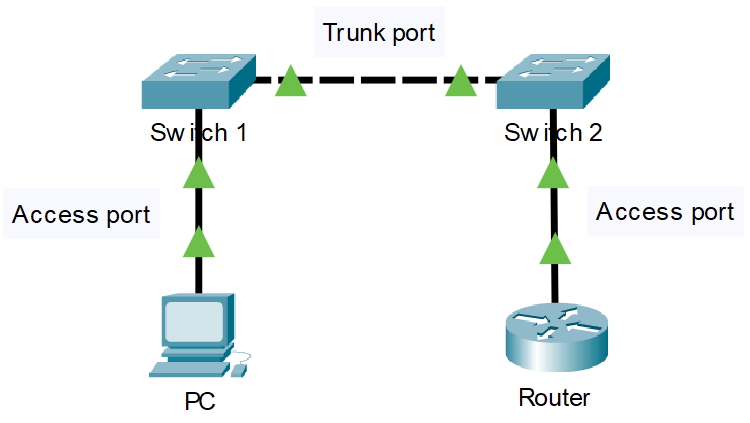 Trunk port
Switch 1
Switch 2
Access port
Access port
PC
Router